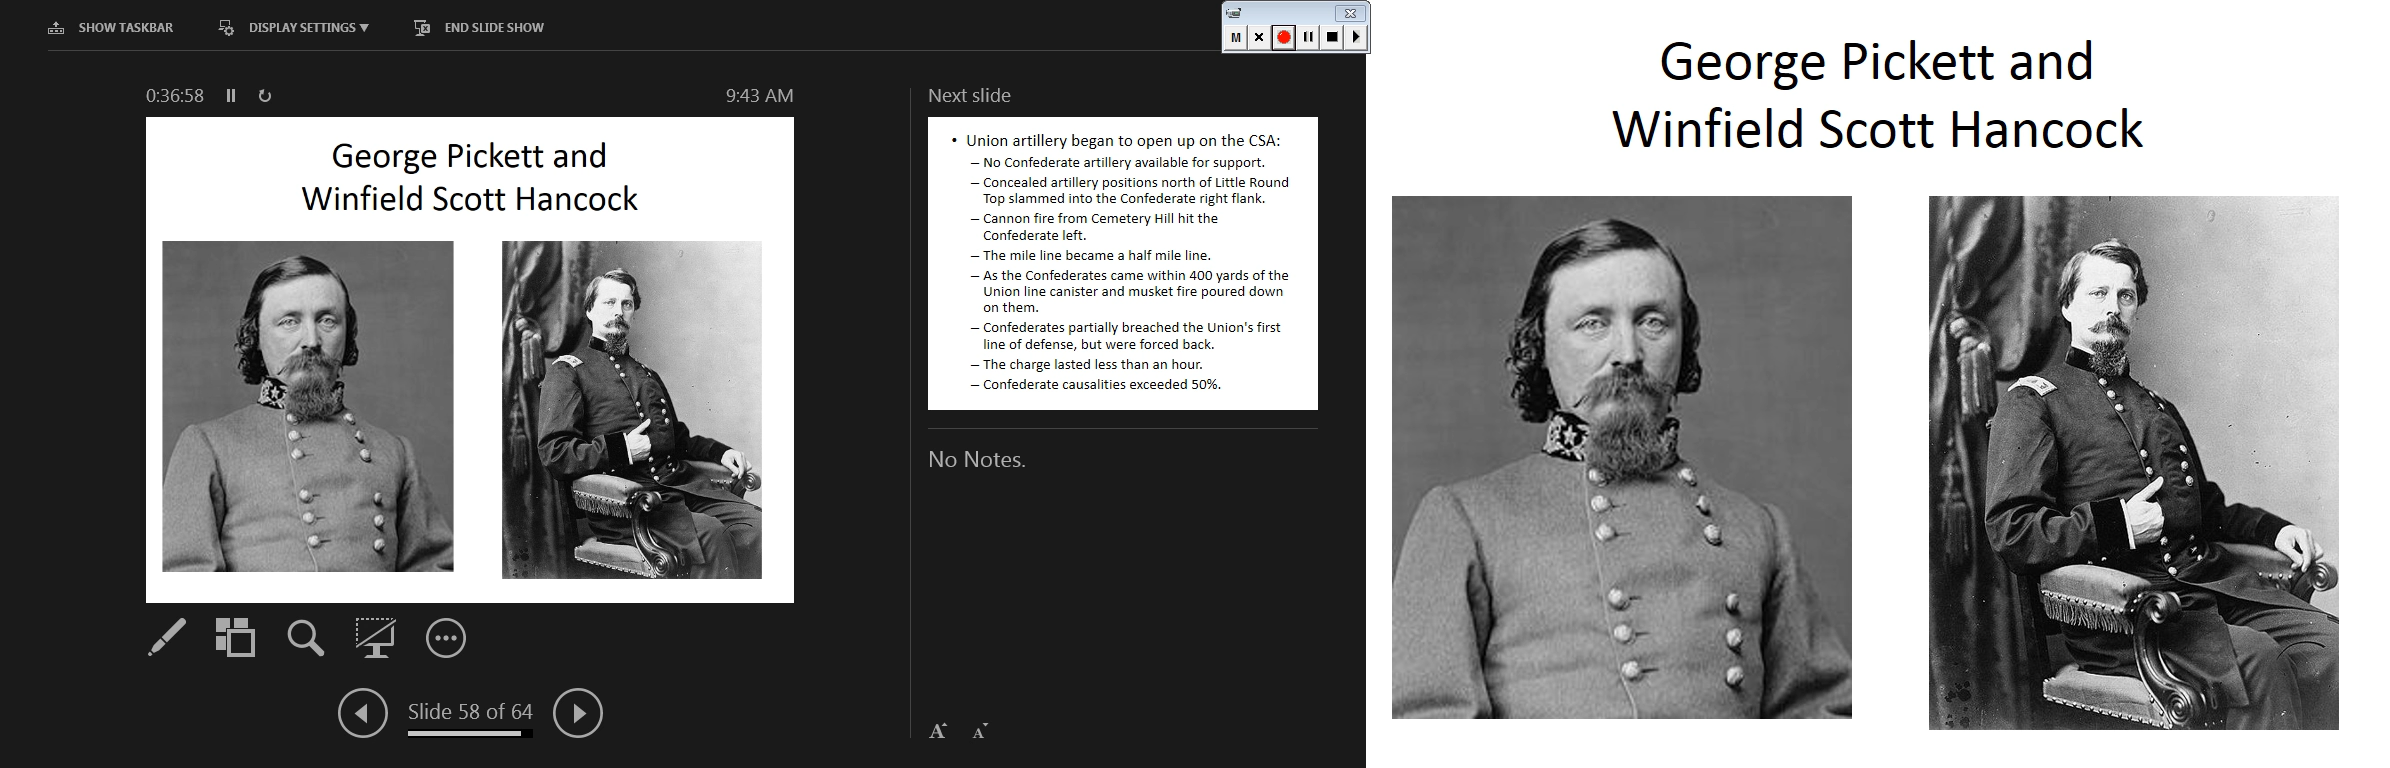 SHOW TASKBAR
DISPLAY SETTINGS ▼
END SLIDE SHOW
M
0:36:58
9:43 AM
George Pickett and
Winfield Scott Hancock
Slide 58 of 64
Next slide
• Union artillery began to open up on the CSA:
– No Confederate artillery available for support.
– Concealed artillery positions north of Little Round
Top slammed into the Confederate right flank.
– Cannon fire from Cemetery Hill hit the
Confederate left.
– The mile line became a half mile line.
– As the Confederates came within 400 yards of the
Union line canister and musket fire poured down
on them.
– Confederates partially breached the Union's first
line of defense, but were forced back.
– The charge lasted less than an hour.
– Confederate causalities exceeded 50%.
No Notes.
A A
George Pickett and
Winfield Scott Hancock